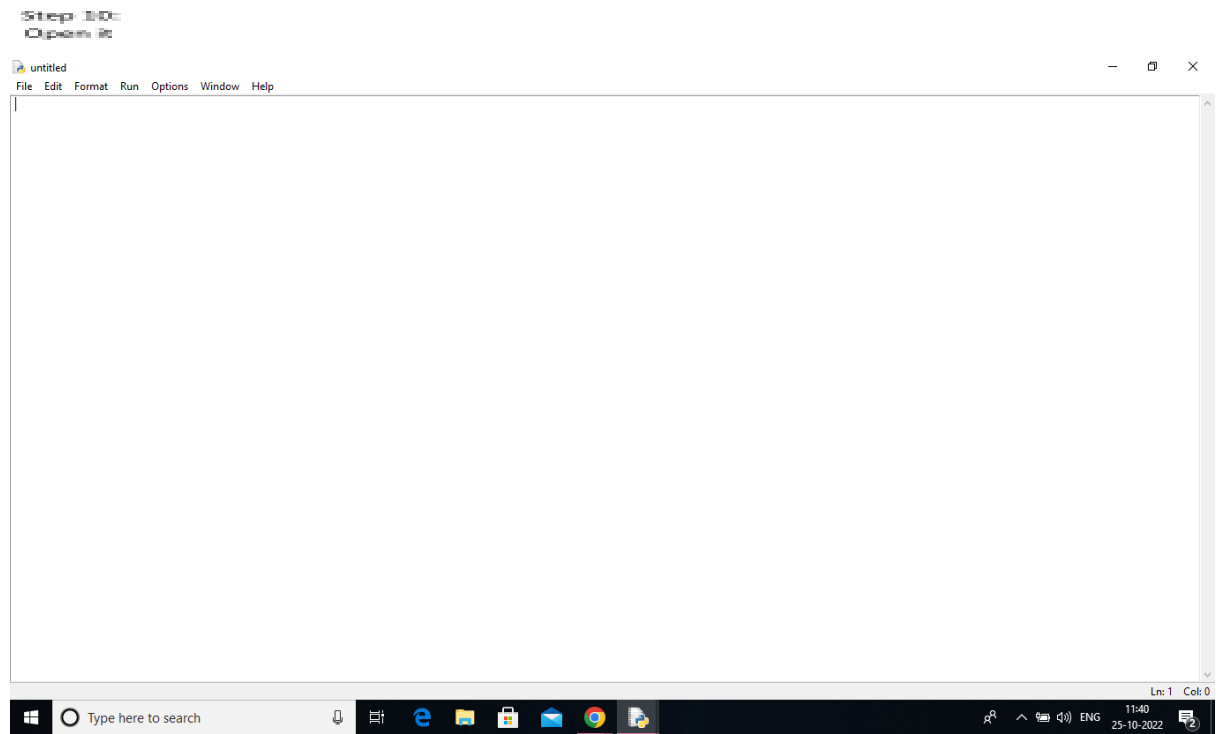 Step 10:
Open it
untitled
File Edit Format Run Options Window Help
Ln: 1 Col: 0
Type here to search
ENG
11:40
25-10-2022
2